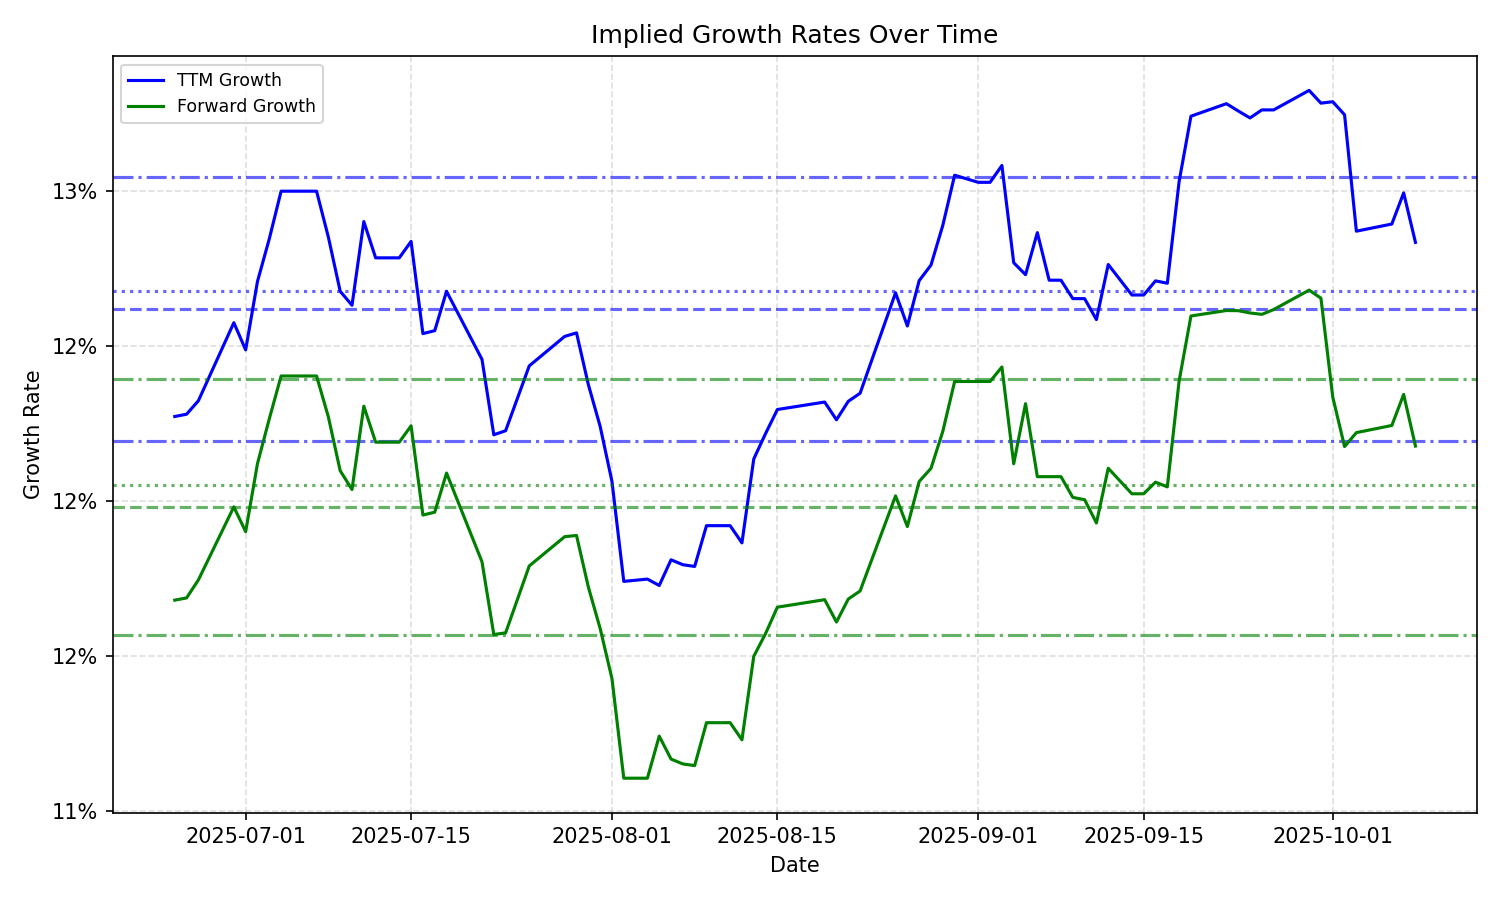 Implied Growth Rates Over Time
TTM Growth
Forward Growth
Growth Rate
13%
12%
12%
12%
11%
2025-07-01
2025-07-15
2025-08-01
2025-08-15
2025-09-01
2025-09-15
2025-10-01
Date